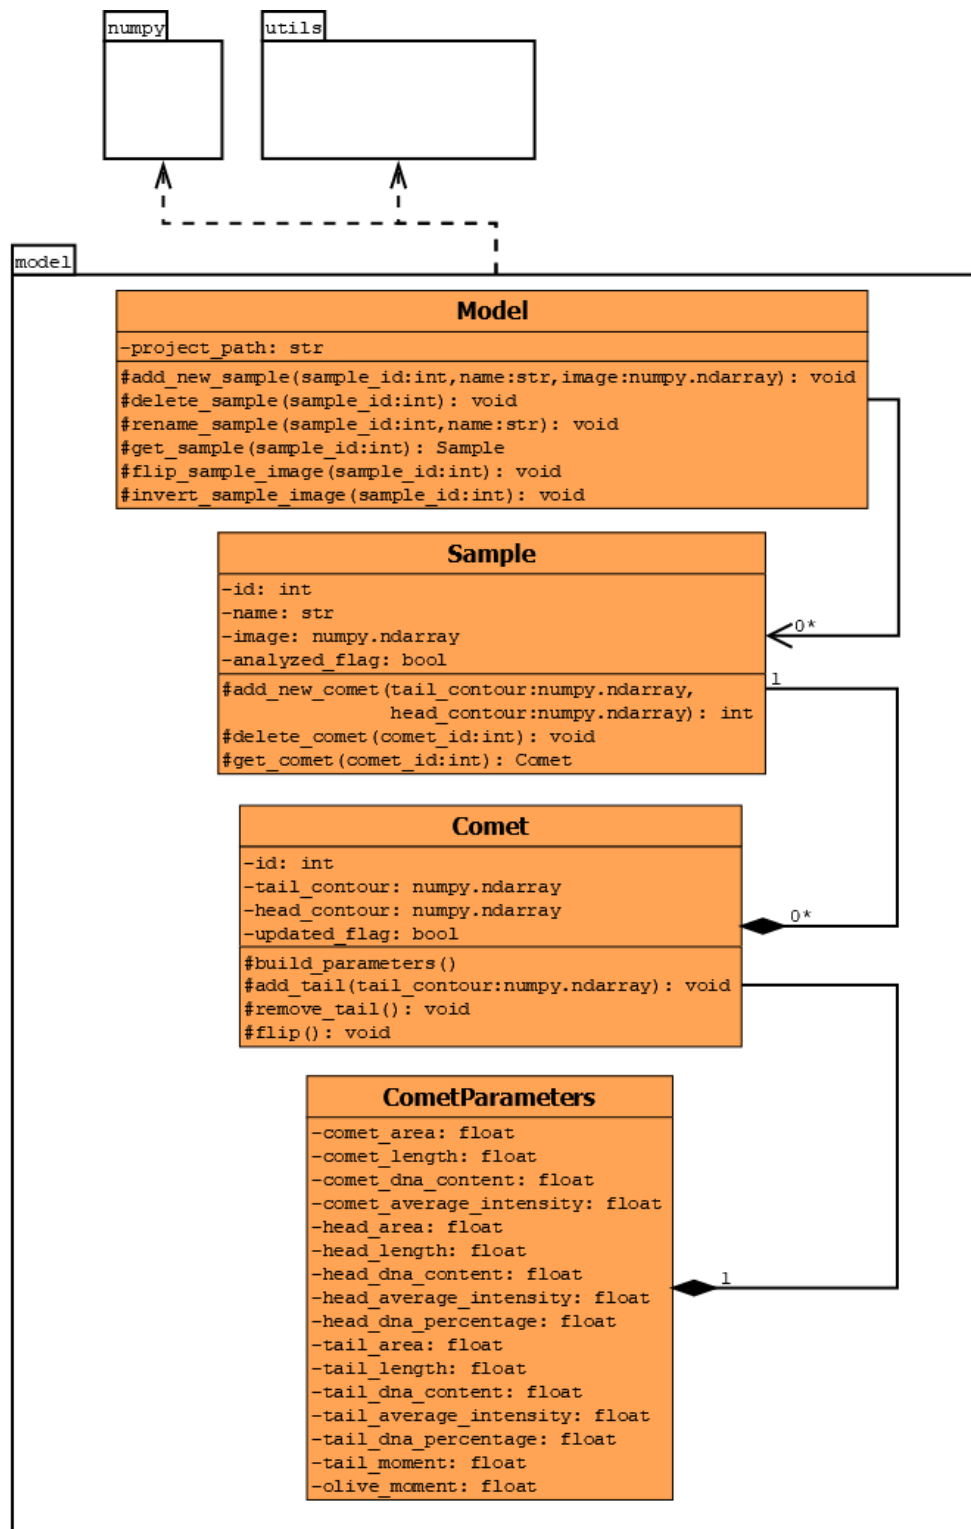 numpy
utils
model
Model
-project_path: str
#add_new_sample(sample_id:int,name:str,image:numpy.ndarray): void
#delete_sample(sample_id:int): void
#rename_sample(sample_id:int,name:str): void
#get_sample(sample_id:int): Sample
#flip_sample_image(sample_id:int): void
#invert_sample_image(sample_id:int): void
Sample
-id: int
-name: str
-image: numpy.ndarray
-analyzed_flag: bool
0*
1
#add_new_comet(tail_contour:numpy.ndarray,
head_contour:numpy.ndarray): int
#delete_comet(comet_id:int): void
#get_comet(comet_id:int): Comet
Comet
-id: int
-tail_contour: numpy.ndarray
-head_contour: numpy.ndarray
-updated_flag: bool
0*
#build_parameters()
#add_tail(tail_contour:numpy.ndarray): void
#remove_tail(): void
#flip(): void
CometParameters
-comet_area: float
-comet_length: float
-comet_dna_content: float
-comet_average_intensity: float
-head_area: float
-head_length: float
-head_dna_content: float
-head_average_intensity: float
-head_dna_percentage: float
-tail_area: float
-tail_length: float
-tail_dna_content: float
-tail_average_intensity: float
-tail_dna_percentage: float
-tail_moment: float
-olive_moment: float
1